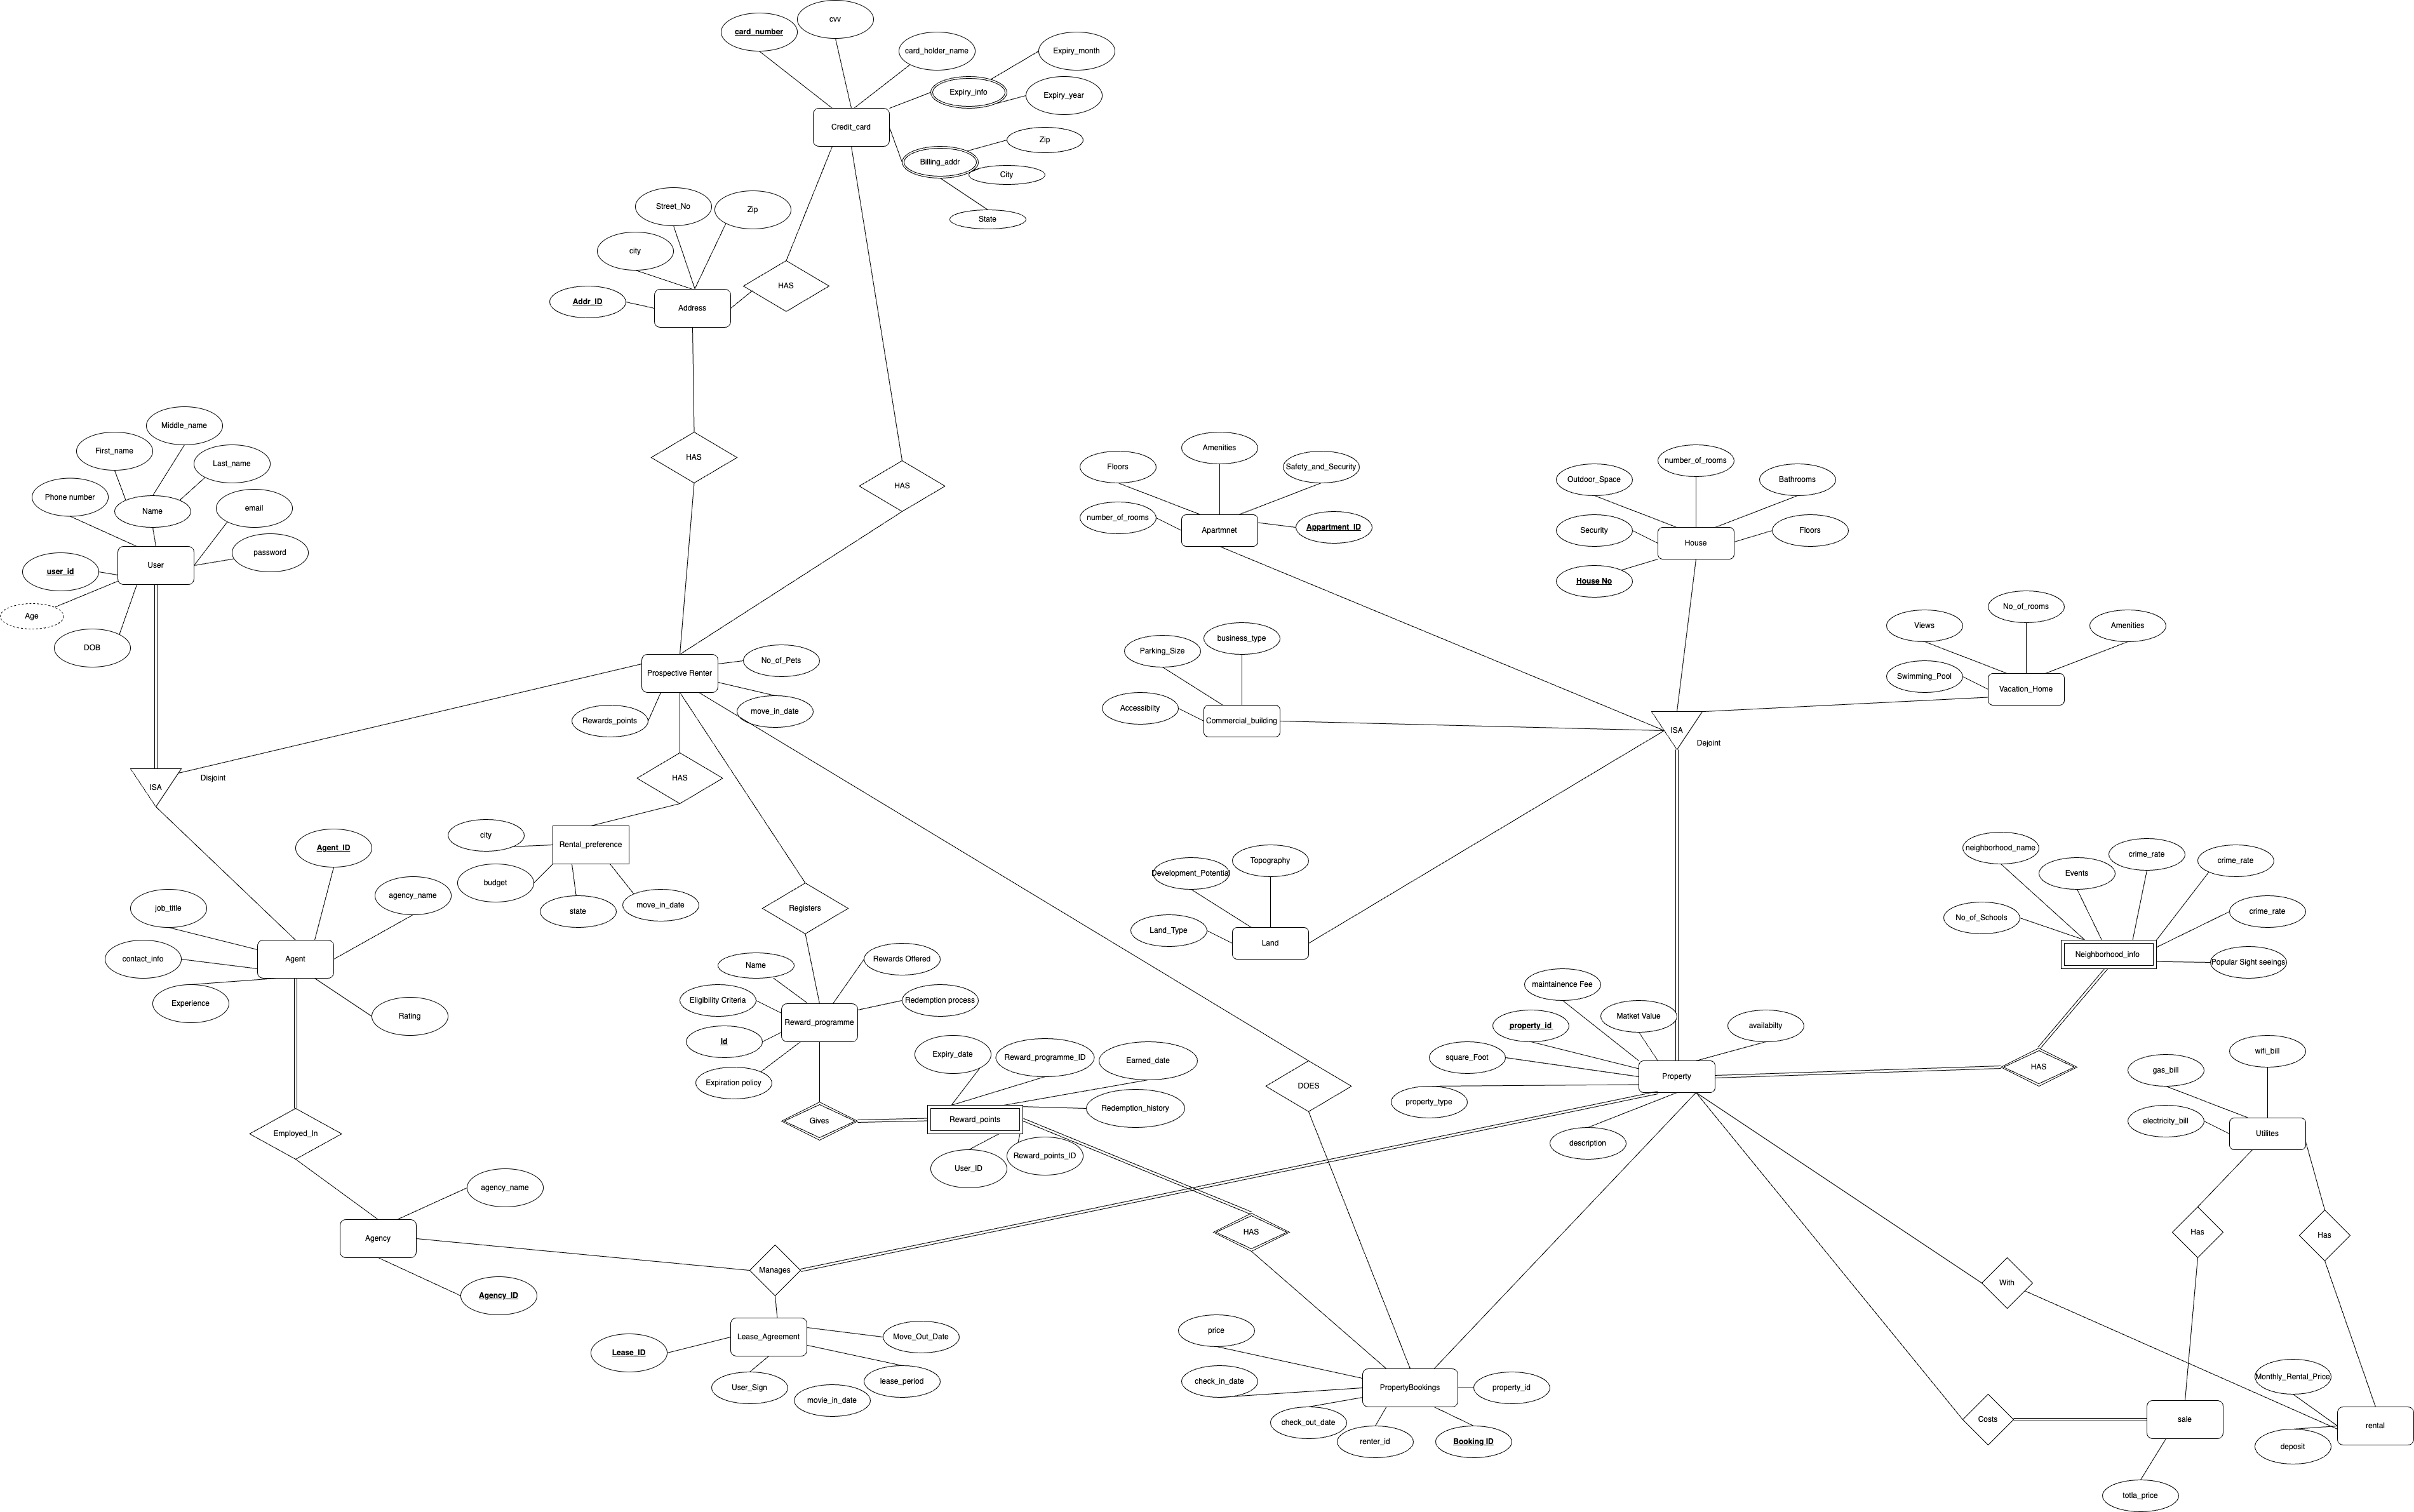 card_number
cvv
card_holder_name
Expiry_month
Expiry_info
Expiry_year
Credit_card
Zip
Billing_addr
City
State
Street_No
Zip
city
HAS
Addr_ID
Address
Middle_name
First_name
Last_name
Phone number
Name
email
User
password
user_id
Age
DOB
HAS
HAS
Prospective Renter
No_of_Pets
Rewards_points
move_in_date
ISA
Disjoint
HAS
city
Rental_preference
budget
state
move_in_date
Agent_ID
job_title
agency_name
contact_info
Agent
Experience
Rating
Employed_In
agency_name
Agency
Agency_ID
Registers
Name
Rewards Offered
Eligibility Criteria
Redemption process
Reward_programme
Id
Expiration policy
Gives
Expiry_date
Reward_programme_ID
Earned_date
Reward_points
Redemption_history
User_ID
Reward_points_ID
DOES
HAS
Manages
Lease_Agreement
Move_Out_Date
Lease_ID
lease_period
User_Sign
movie_in_date
price
check_in_date
PropertyBookings
property_id
check_out_date
renter_id
Booking ID
Amenities
Floors
Safety_and_Security
number_of_rooms
Apartmnet
Appartment_ID
number_of_rooms
Outdoor_Space
Bathrooms
Security
House
Floors
House No
business_type
Parking_Size
Accessibilty
Commercial_building
No_of_rooms
Views
Amenities
Swimming_Pool
Vacation_Home
ISA
Dejoint
Topography
Development_Potential
Land_Type
Land
maintainence Fee
property_id
Matket Value
availabilty
square_Foot
Property
property_type
description
neighborhood_name
crime_rate
crime_rate
Events
No_of_Schools
crime_rate
Neighborhood_info
Popular Sight seeings
HAS
wifi_bill
gas_bill
electricity_bill
Utilites
Has
Has
With
Monthly_Rental_Price
Costs
sale
rental
deposit
totla_price